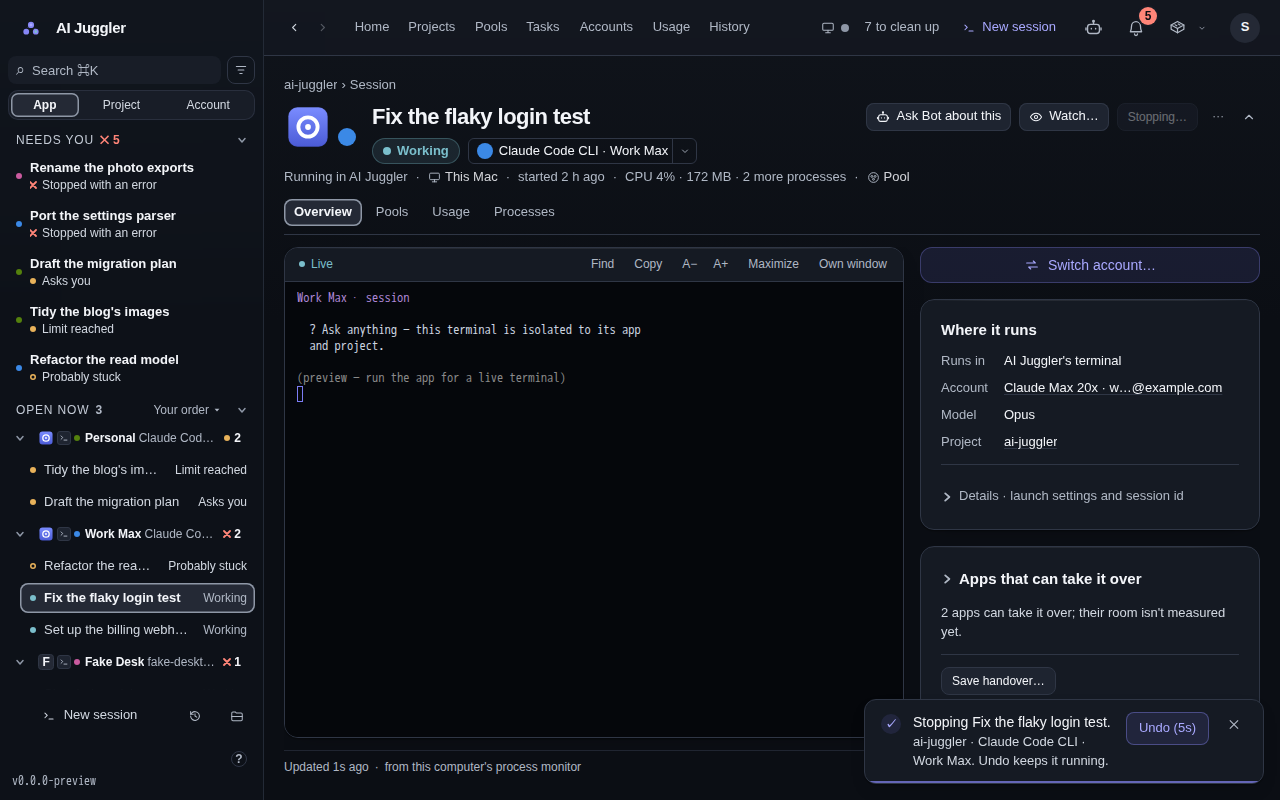 AI Juggler
Search ⌘K
App Project Account
NEEDS YOU 5
Rename the photo exports
Stopped with an error
Port the settings parser
Stopped with an error
Draft the migration plan
Asks you
Tidy the blog's images
Limit reached
Refactor the read model
Probably stuck
OPEN NOW 3 Your order
Personal Claude Cod… 2
Tidy the blog's im… Limit reached
Draft the migration plan Asks you
Work Max Claude Co… 2
Refactor the rea… Probably stuck
Fix the flaky login test Working
Set up the billing webh… Working
F Fake Desk fake-deskt… 1
New session
?
v0.0.0-preview
Home Projects Pools Tasks Accounts Usage History
7 to clean up
New session
5
S
ai-juggler › Session
Fix the flaky login test
Ask Bot about this Watch… Stopping… ⋯
Working
Claude Code CLI · Work Max
Running in AI Juggler · This Mac · started 2 h ago · CPU 4% · 172 MB · 2 more processes · Pool
Overview Pools Usage Processes
Live Find Copy A− A+ Maximize Own window
Work Max · session
? Ask anything — this terminal is isolated to its app
and project.
(preview — run the app for a live terminal)
Switch account…
Where it runs
Runs in AI Juggler's terminal
Account Claude Max 20x · w…@example.com
Model Opus
Project ai-juggler
Details · launch settings and session id
Apps that can take it over
2 apps can take it over; their room isn't measured
yet.
Save handover…
Updated 1s ago · from this computer's process monitor
Stopping Fix the flaky login test.
ai-juggler · Claude Code CLI ·
Work Max. Undo keeps it running.
Undo (5s)